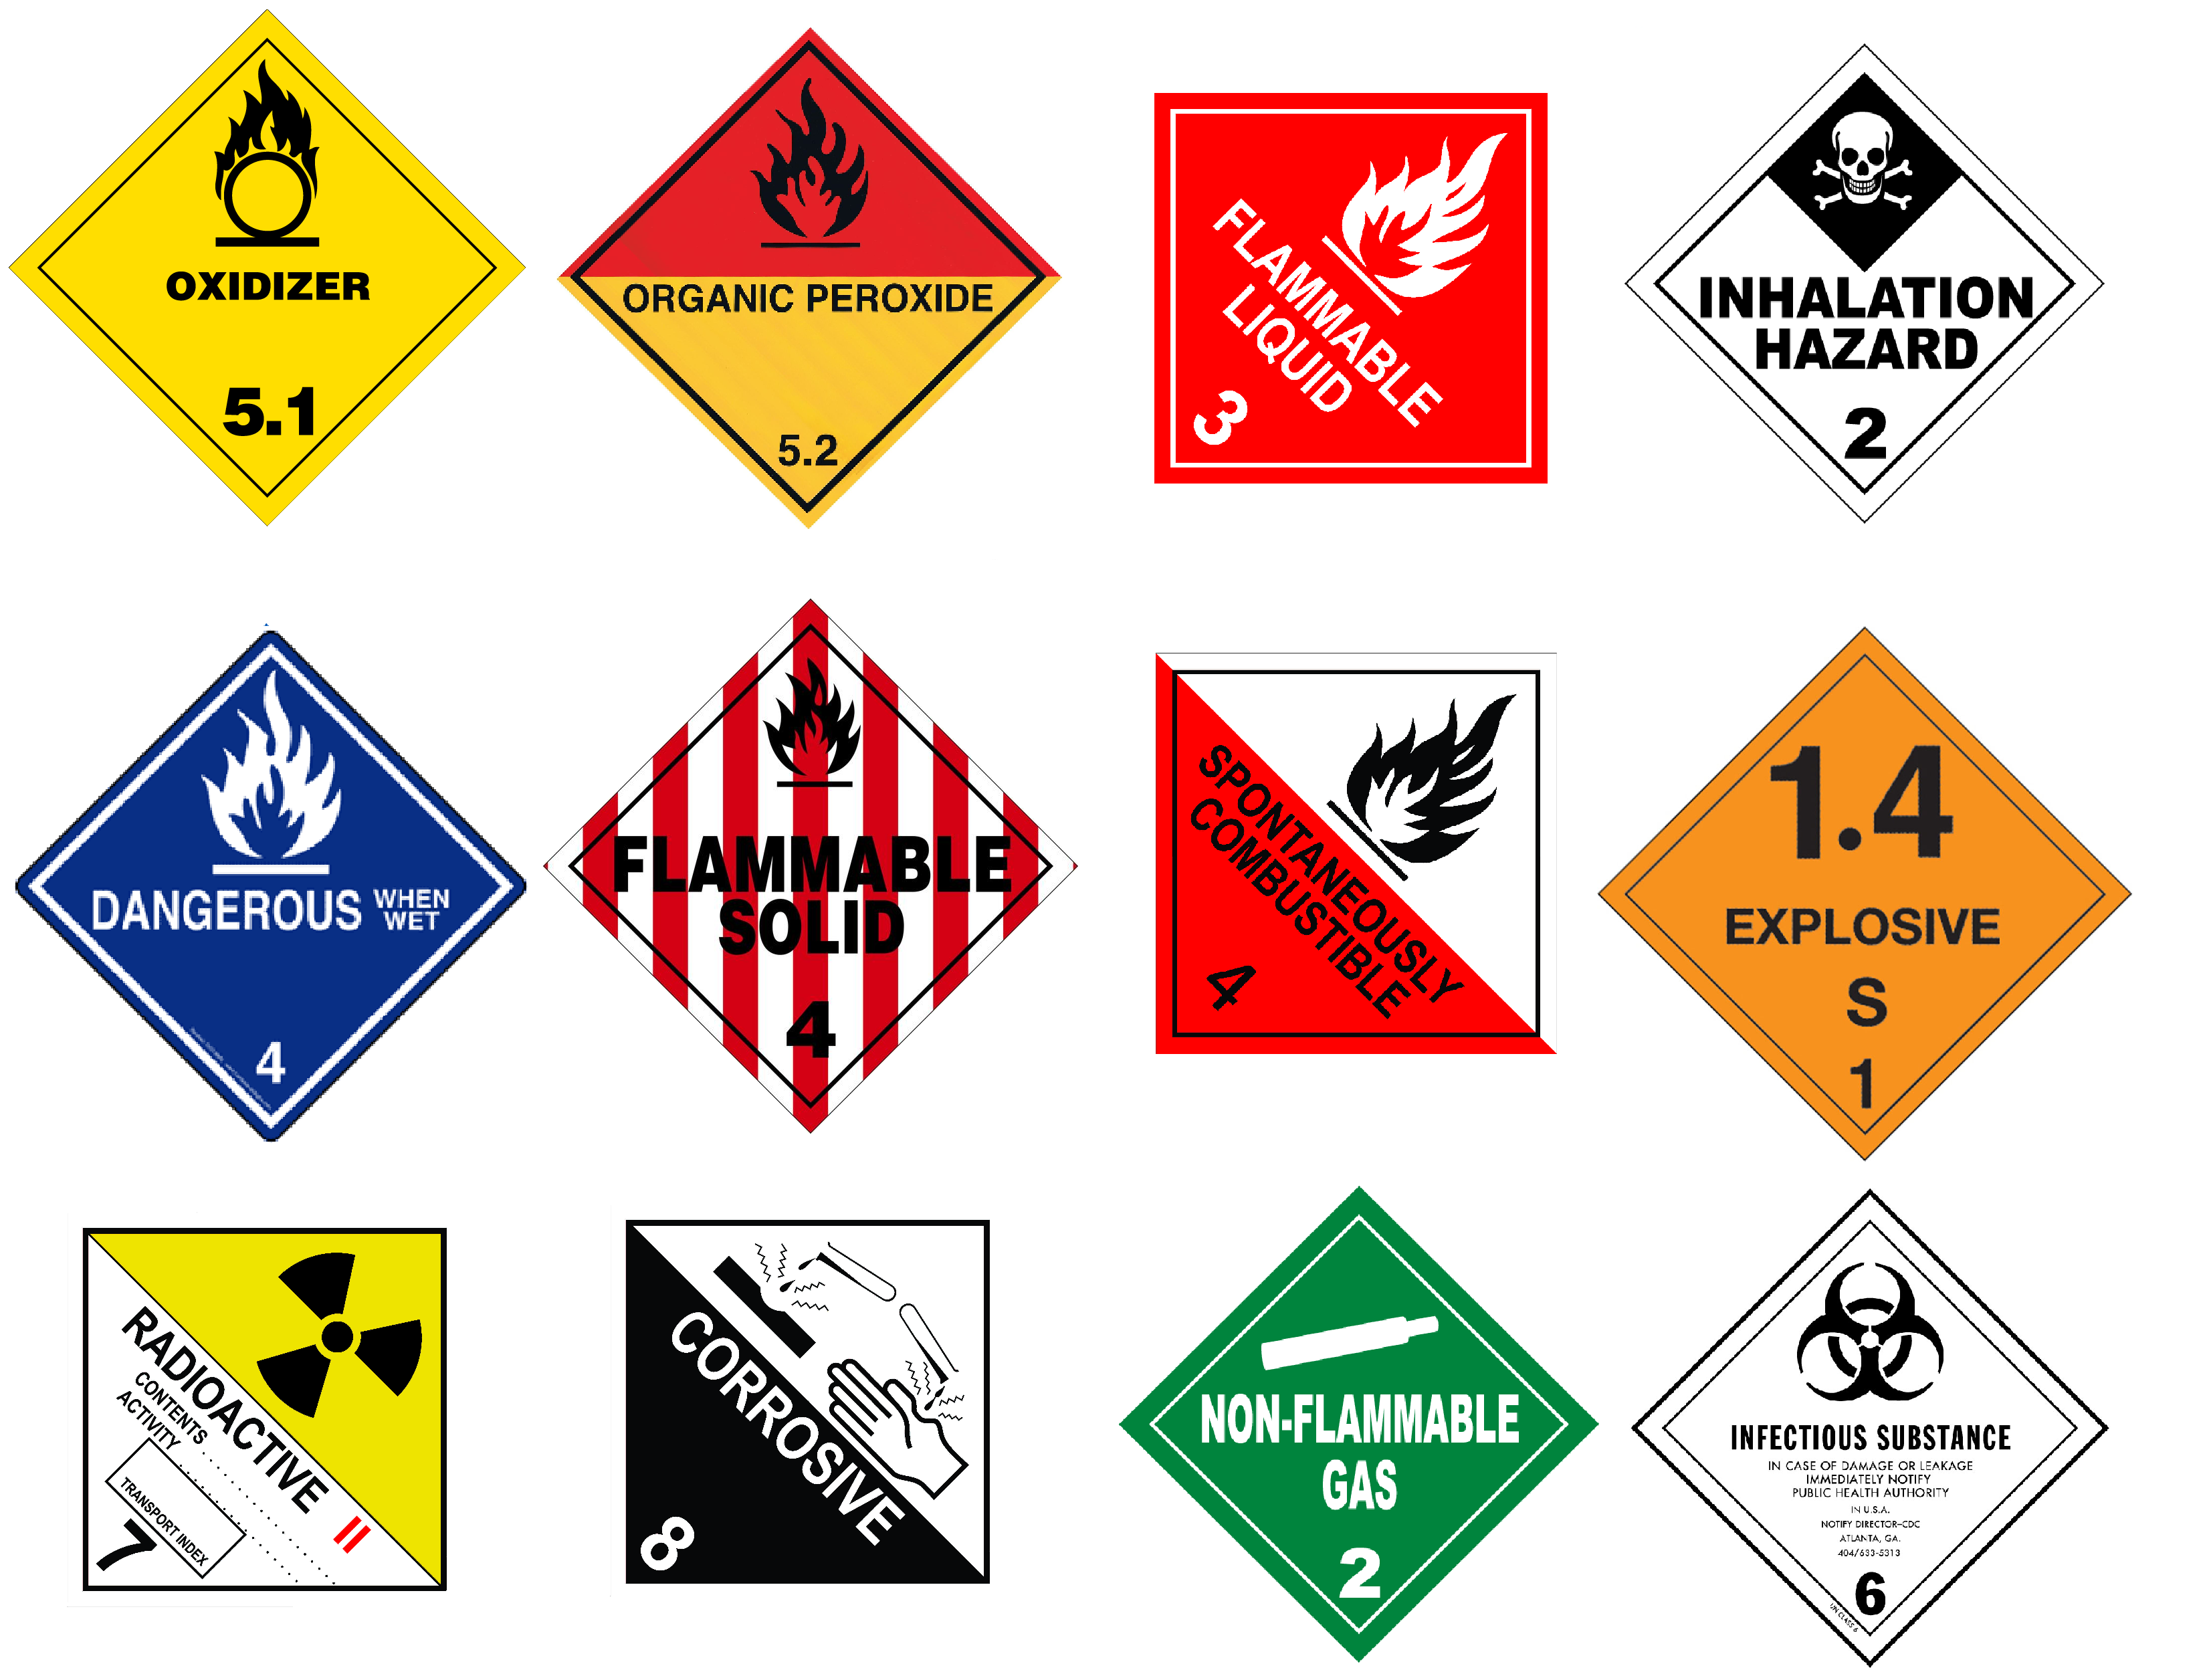 OXIDIZER
5.1
ORGANIC PEROXIDE
5.2
FLAMMABLE
LIQUID
3
INHALATION
HAZARD
2
DANGEROUS WHEN
WET
4
FLAMMABLE
SOLID
4
SPONTANEOUSLY
COMBUSTIBLE
4
1.4
EXPLOSIVE
S
1
RADIOACTIVE II
CONTENTS
ACTIVITY
TRANSPORT INDEX
7
CORROSIVE
8
NON-FLAMMABLE
GAS
2
INFECTIOUS SUBSTANCE
IN CASE OF DAMAGE OR LEAKAGE
IMMEDIATELY NOTIFY
PUBLIC HEALTH AUTHORITY
IN U.S.A.
NOTIFY DIRECTOR–CDC
ATLANTA, GA.
404/633-5313
6
UN CLASS 6